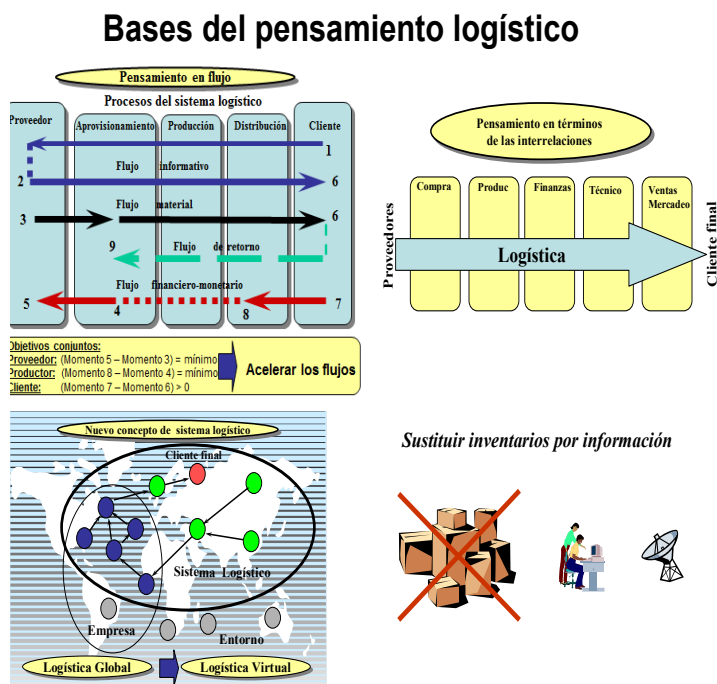 Bases del pensamiento logístico
Pensamiento en flujo
Procesos del sistema logístico
Proveedor
Aprovisionamiento
Producción
Distribución
Cliente
1
Flujo informativo
2
6
Flujo material
3
6
9
Flujo de retorno
Flujo financiero-monetario
5
4
8
7
Objetivos conjuntos:
Proveedor: (Momento 5 – Momento 3) = mínimo
Productor: (Momento 8 – Momento 4) = mínimo
Cliente: (Momento 7 – Momento 6) > 0
Acelerar los flujos
Pensamiento en términos
de las interrelaciones
Proveedores
Compra
Produc
Finanzas
Técnico
Ventas
Mercadeo
Logística
Cliente final
Nuevo concepto de sistema logístico
Cliente final
Sistema Logístico
Empresa
Entorno
Logística Global
Logística Virtual
Sustituir inventarios por información